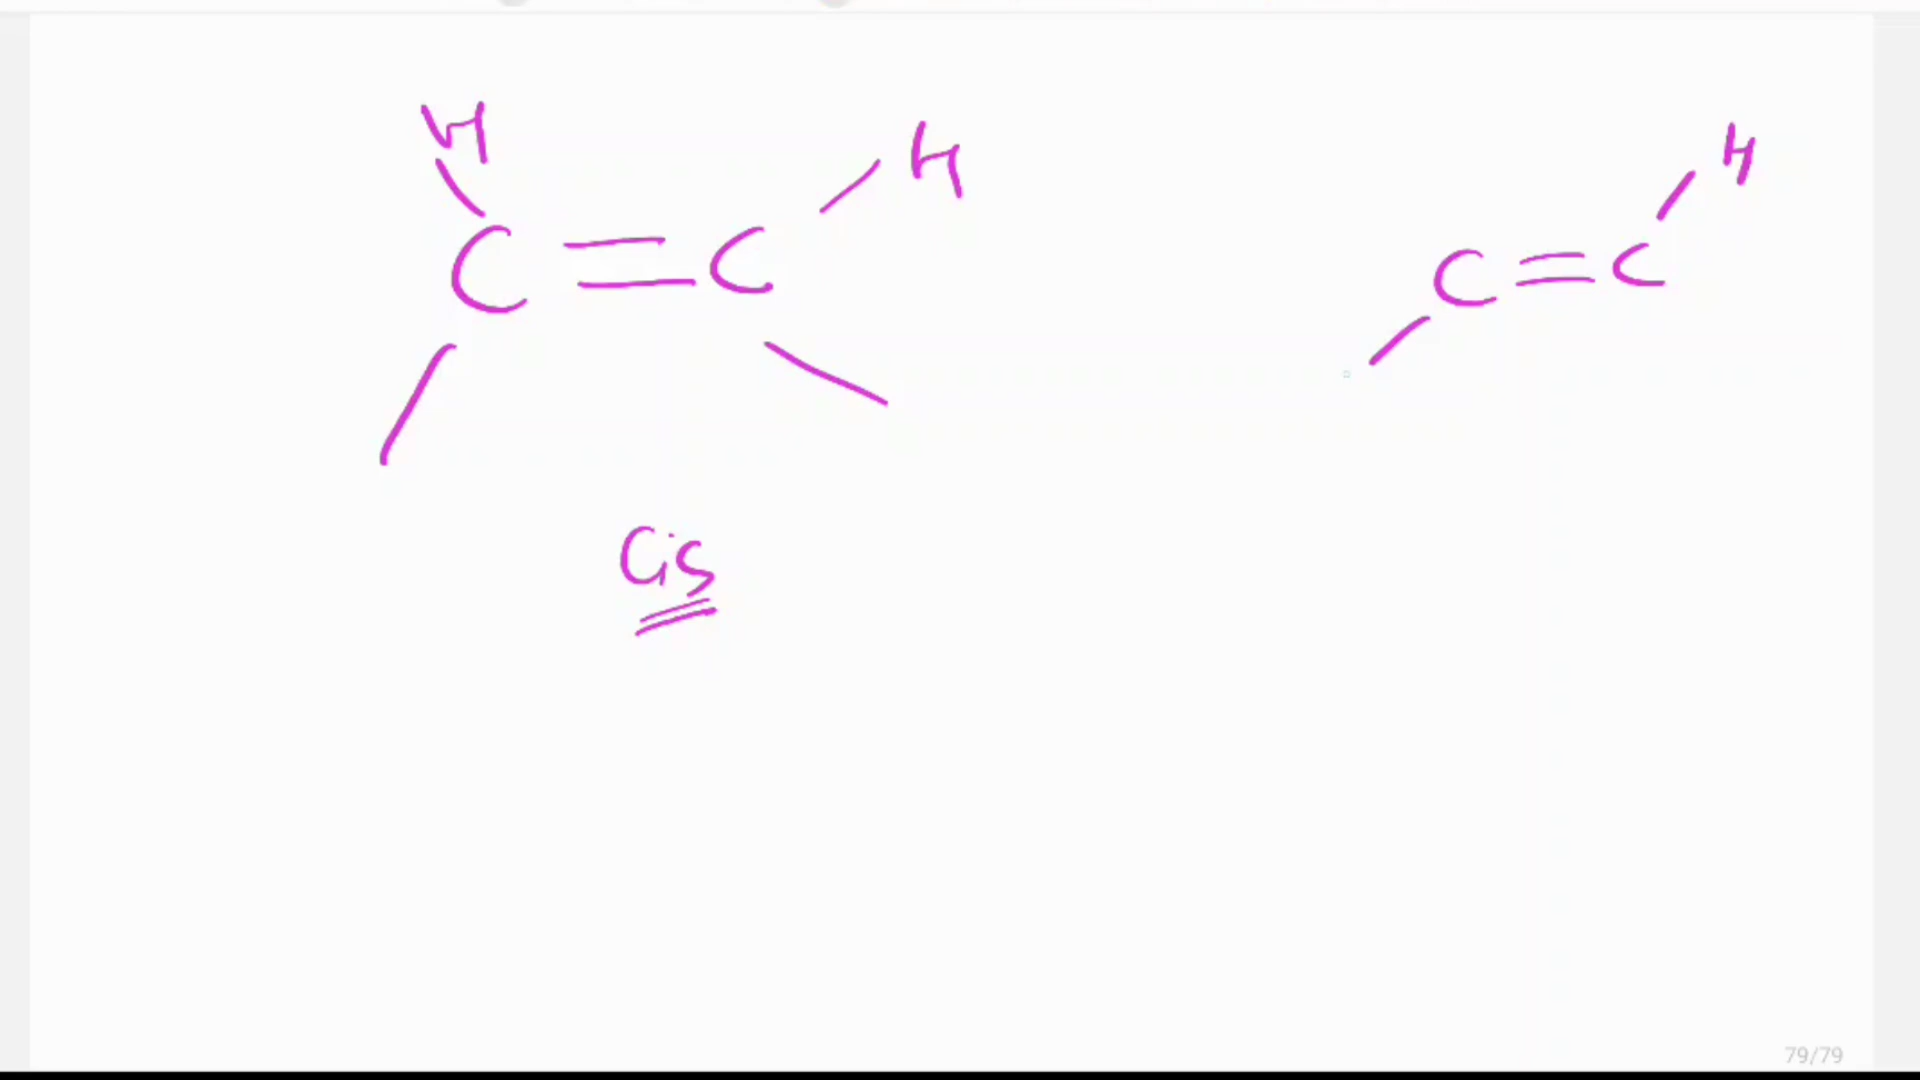 H H H
C = C C = C
Cis
79/79